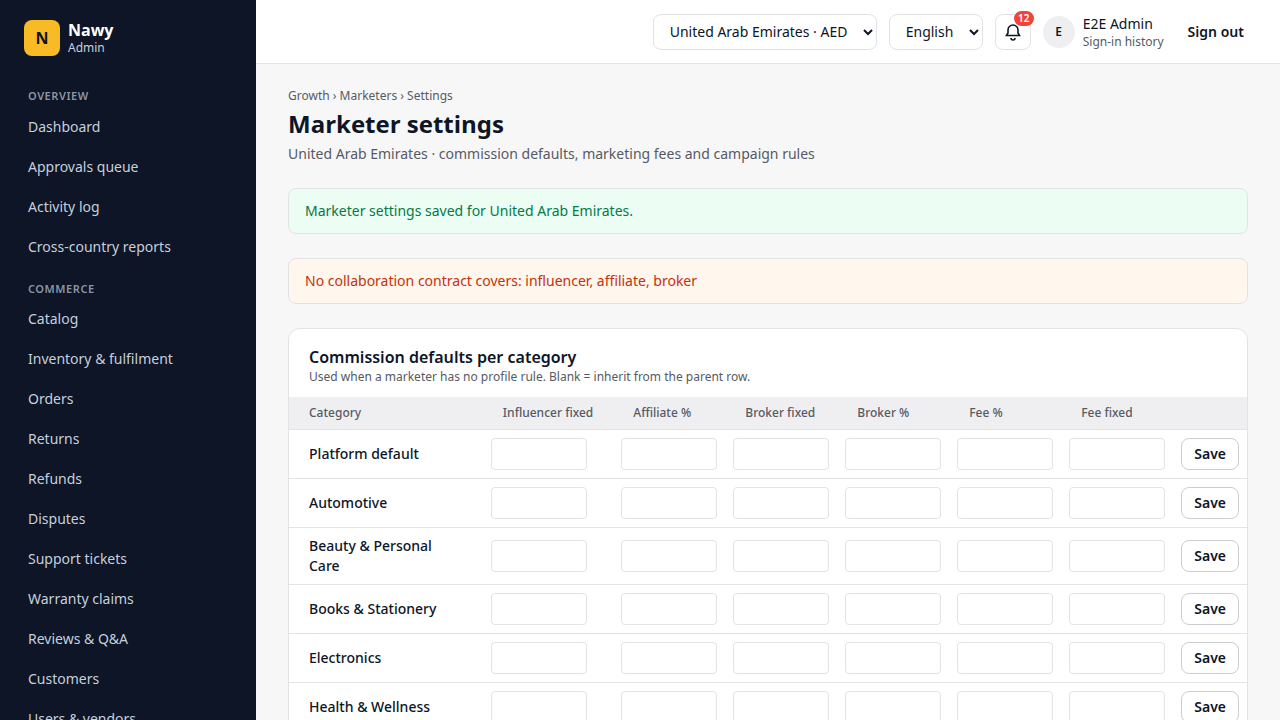 N
Nawy
Admin
United Arab Emirates · AED
English
12
E
E2E Admin
Sign-in history
Sign out
OVERVIEW
Dashboard
Approvals queue
Activity log
Cross-country reports
COMMERCE
Catalog
Inventory & fulfilment
Orders
Returns
Refunds
Disputes
Support tickets
Warranty claims
Reviews & Q&A
Customers
Users & vendors
Growth › Marketers › Settings
Marketer settings
United Arab Emirates · commission defaults, marketing fees and campaign rules
Marketer settings saved for United Arab Emirates.
No collaboration contract covers: influencer, affiliate, broker
Commission defaults per category
Used when a marketer has no profile rule. Blank = inherit from the parent row.
Category Influencer fixed Affiliate % Broker fixed Broker % Fee % Fee fixed
Platform default Save
Automotive Save
Beauty & Personal
Care Save
Books & Stationery Save
Electronics Save
Health & Wellness Save